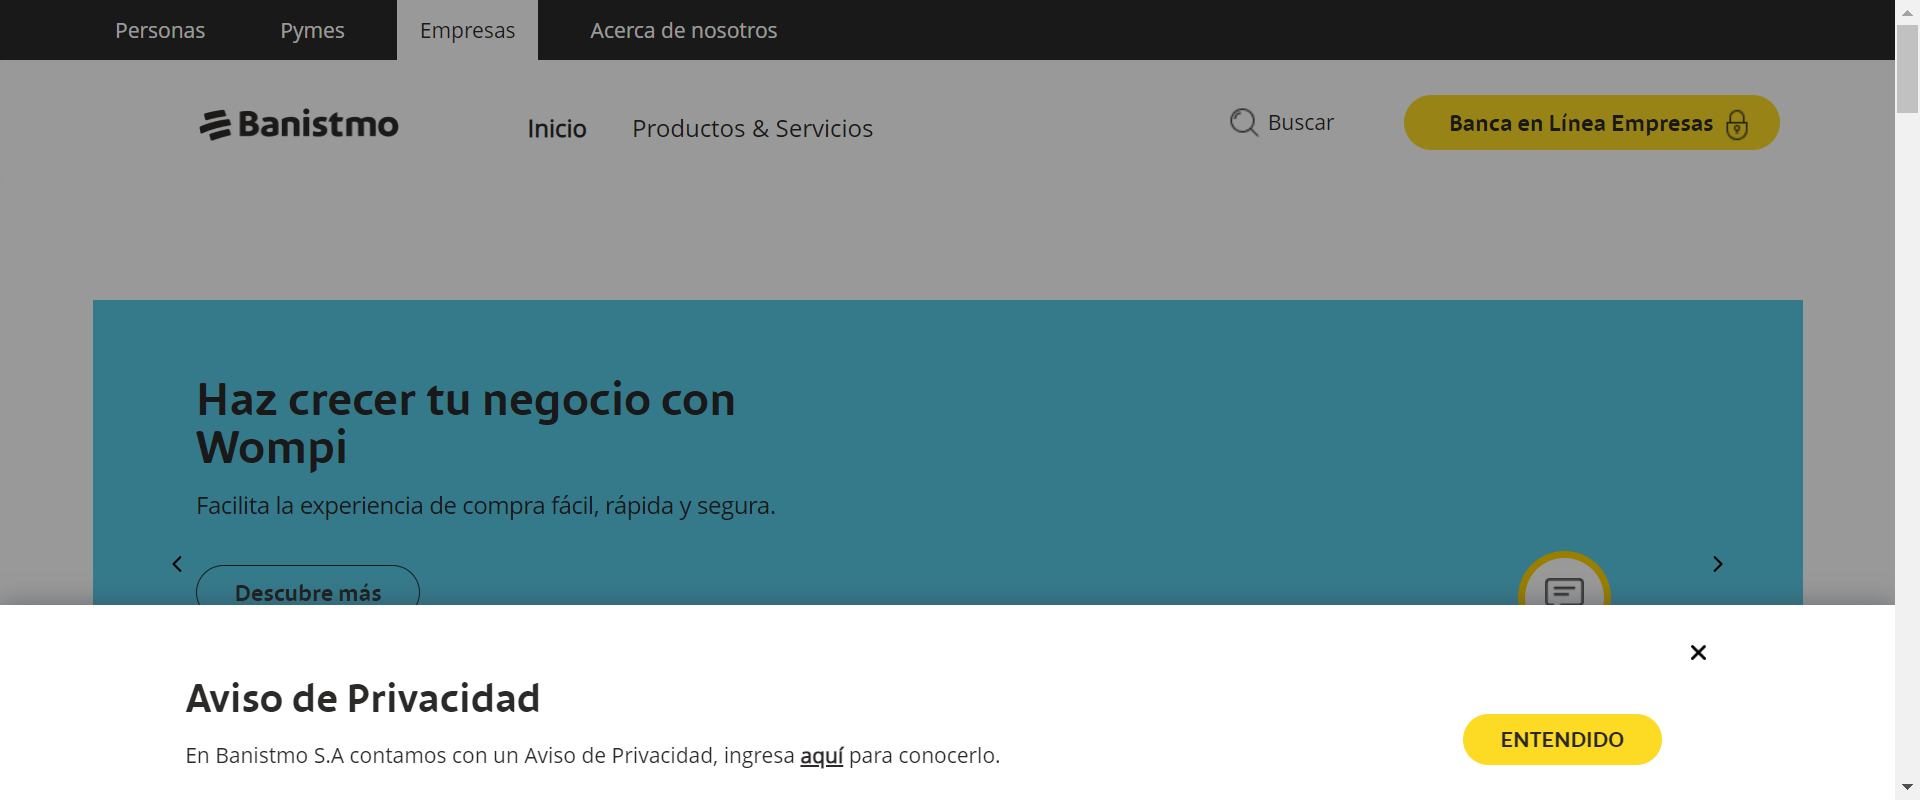 Personas Pymes Empresas Acerca de nosotros
Banistmo Inicio Productos & Servicios Buscar Banca en Línea Empresas
Haz crecer tu negocio con
Wompi
Facilita la experiencia de compra fácil, rápida y segura.
Descubre más
Aviso de Privacidad
En Banistmo S.A contamos con un Aviso de Privacidad, ingresa aquí para conocerlo.
ENTENDIDO